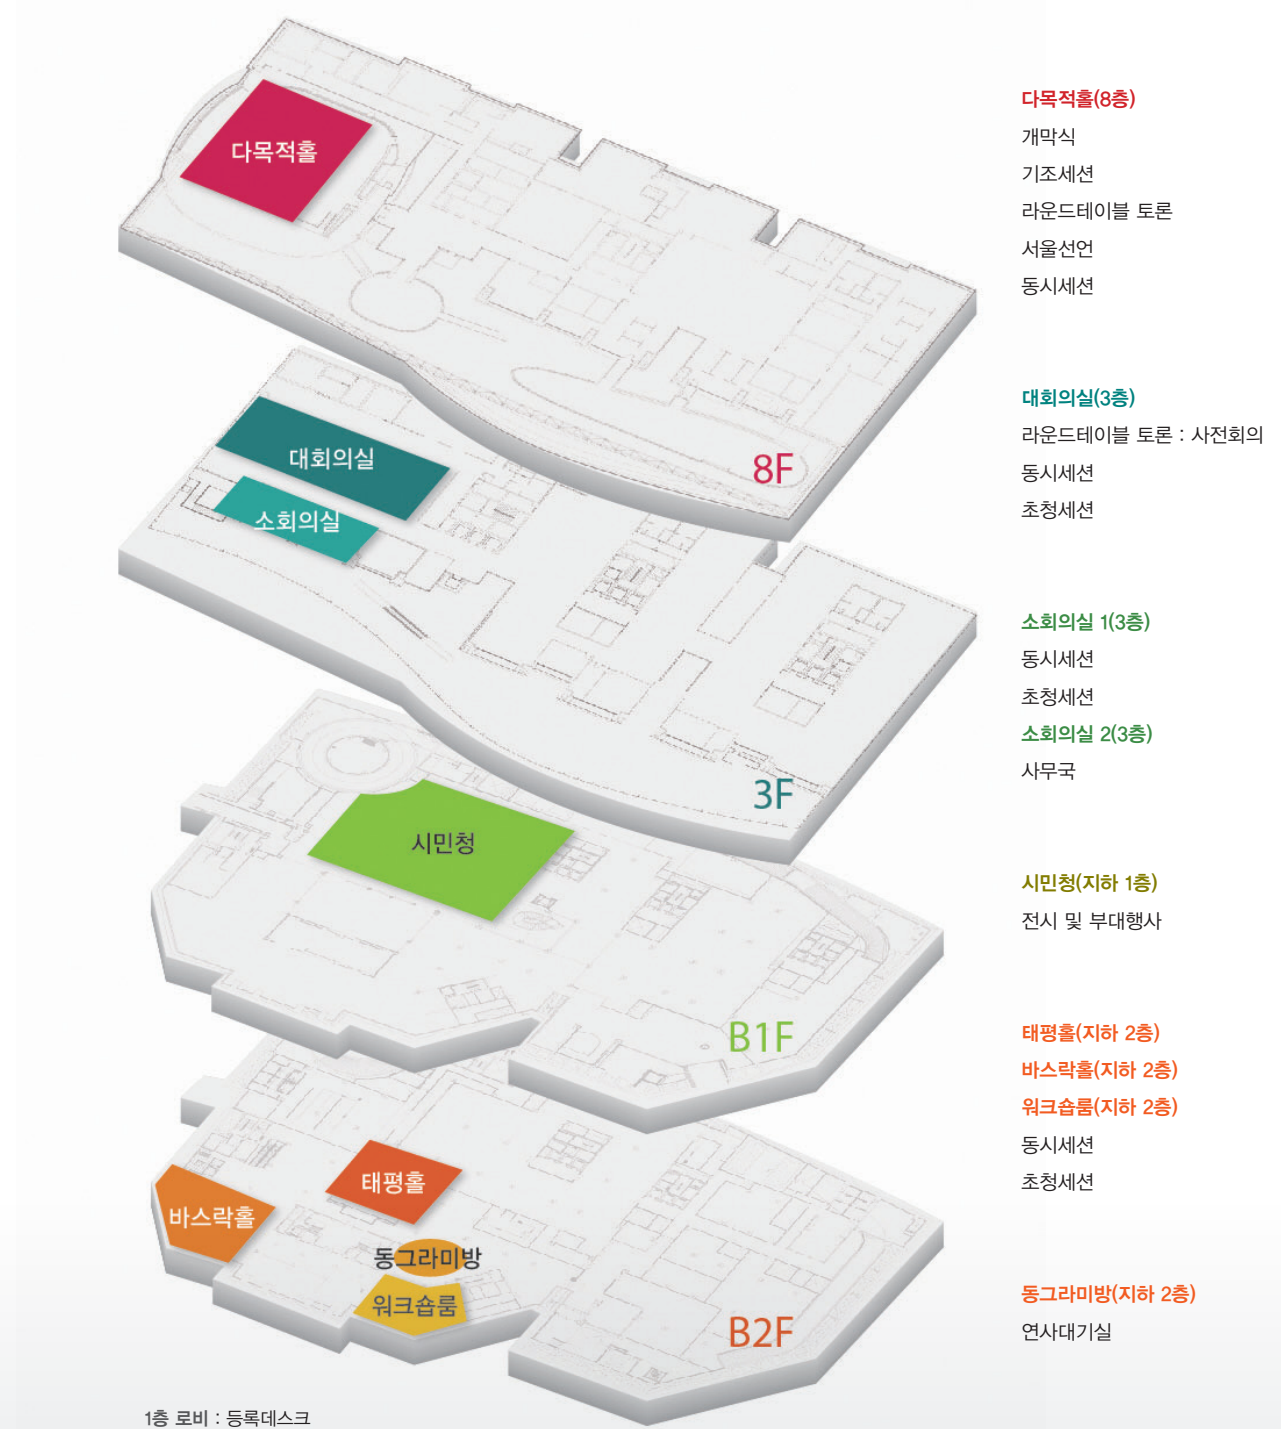 다목적홀
8F
대회의실
소회의실
3F
시민청
B1F
태평홀
바스락홀
동그라미방
워크숍룸
B2F
1층 로비 : 등록데스크
다목적홀(8층)
개막식
기조세션
라운드테이블 토론
서울선언
동시세션
대회의실(3층)
라운드테이블 토론 : 사전회의
동시세션
초청세션
소회의실 1(3층)
동시세션
초청세션
소회의실 2(3층)
사무국
시민청(지하 1층)
전시 및 부대행사
태평홀(지하 2층)
바스락홀(지하 2층)
워크숍룸(지하 2층)
동시세션
초청세션
동그라미방(지하 2층)
연사대기실